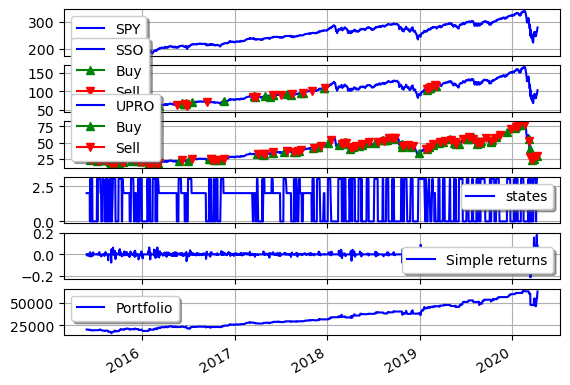 300
200
SPY
SSO
Buy
Sell
150
100
50
UPRO
Buy
Sell
75
50
25
2.5
0.0
states
0.2
0.0
−0.2
Simple returns
50000
25000
Portfolio
2016
2017
2018
2019
2020